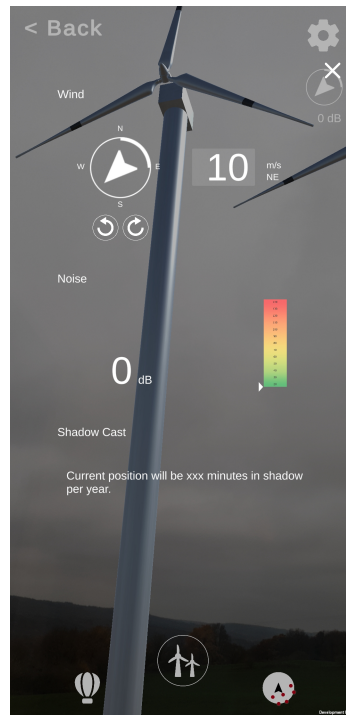 < Back
Wind
0 dB
N
W
E
S
10
m/s
NE
Noise
0 dB
Shadow Cast
Current position will be xxx minutes in shadow
per year.